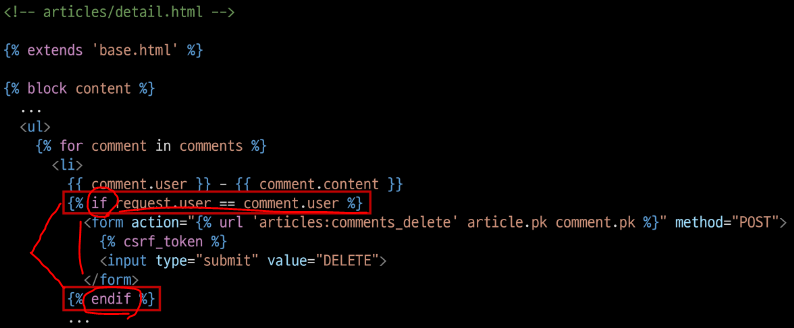 <!-- articles/detail.html -->
{% extends 'base.html' %}
{% block content %}
...
<ul>
{% for comment in comments %}
<li>
{{ comment.user }} - {{ comment.content }}
{% if request.user == comment.user %}
<form action="{% url 'articles:comments_delete' article.pk comment.pk %}" method="POST">
{% csrf_token %}
<input type="submit" value="DELETE">
</form>
{% endif %}
...